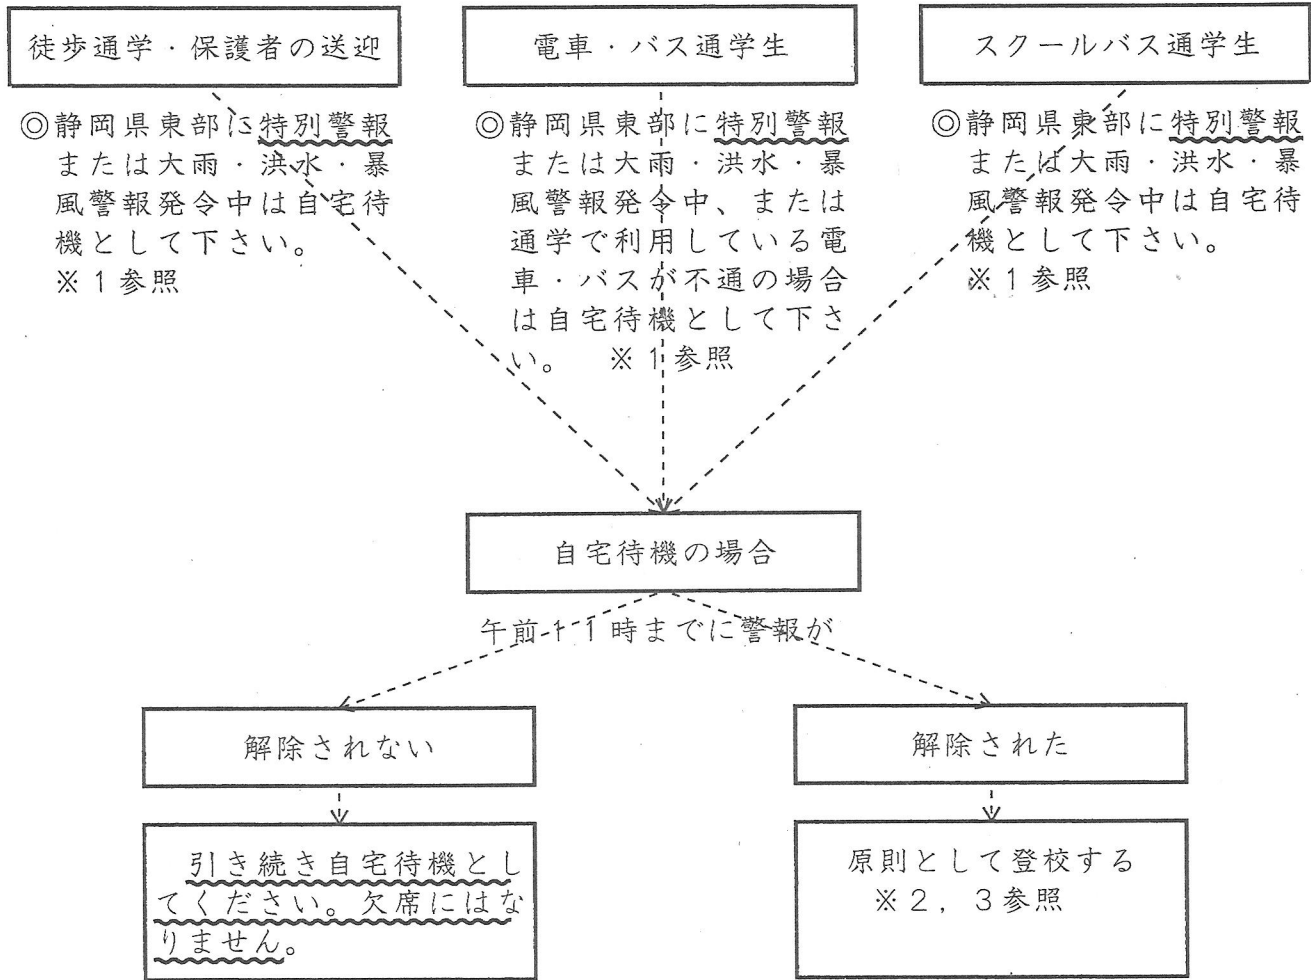 徒歩通学・保護者の送迎
◎静岡県東部に特別警報
または大雨・洪水・暴
風警報発令中は自宅待
機として下さい。
※1参照
電車・バス通学生
◎静岡県東部に特別警報
または大雨・洪水・暴
風警報発令中、または
通学で利用している電
車・バスが不通の場合
は自宅待機として下さ
い。　※1参照
スクールバス通学生
◎静岡県東部に特別警報
または大雨・洪水・暴
風警報発令中は自宅待
機として下さい。
※1参照
自宅待機の場合
午前11時までに警報が
解除されない
引き続き自宅待機とし
てください。欠席にはな
りません。
解除された
原則として登校する
※2，3参照